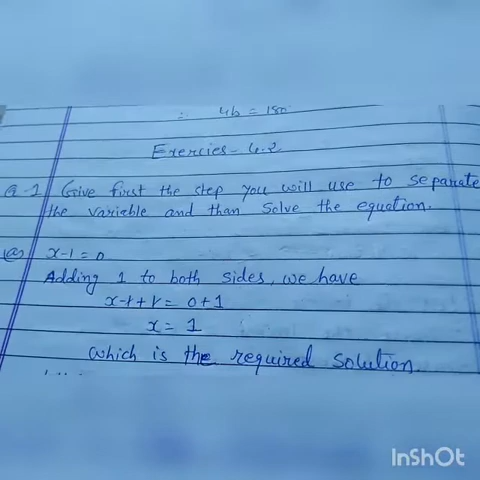 ∴ 4b = 180
Exercies - 4.2
Q-1 Give first the step you will use to separate
the variable and than solve the equation.
(a) x-1=0
Adding 1 to both sides, we have
x-1+1= 0+1
x= 1
which is the required solution.
InShOt